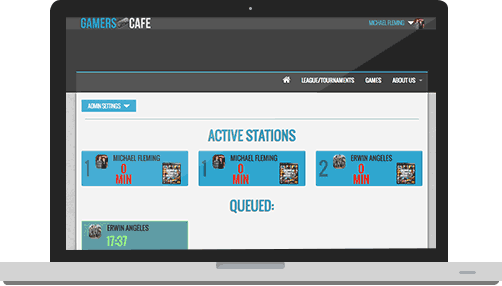 GAMERS CAFE
MICHAEL FLEMING
LEAGUE/TOURNAMENTS GAMES ABOUT US
ADMIN SETTINGS
ACTIVE STATIONS
1 MICHAEL FLEMING 0 MIN
1 MICHAEL FLEMING 0 MIN
2 ERWIN ANGELES 0 MIN
QUEUED:
ERWIN ANGELES
17:37